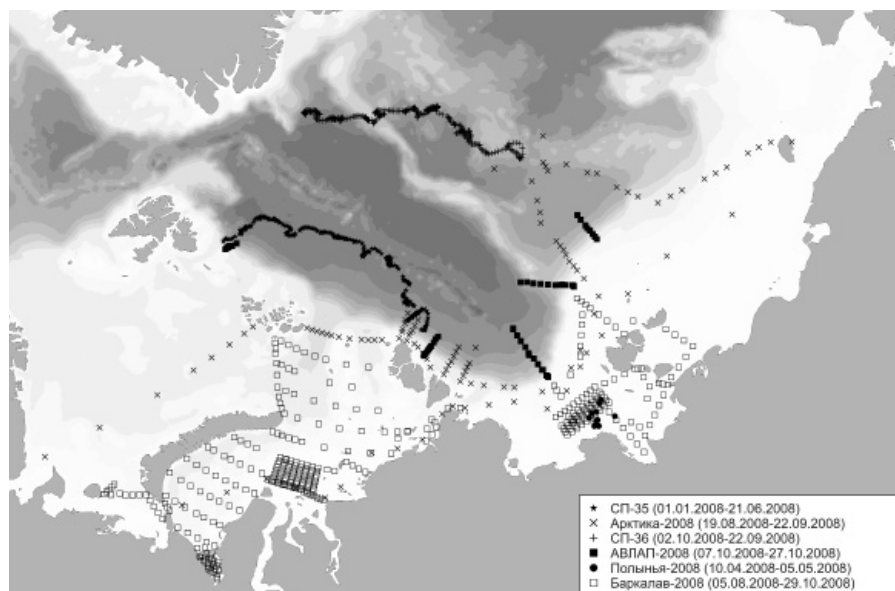 СП-35 (01.01.2008-21.06.2008)
Арктика-2008 (19.08.2008-22.09.2008)
СП-36 (02.10.2008-22.09.2008)
АВЛАП-2008 (07.10.2008-27.10.2008)
Полынья-2008 (10.04.2008-05.05.2008)
Баркалав-2008 (05.08.2008-29.10.2008)